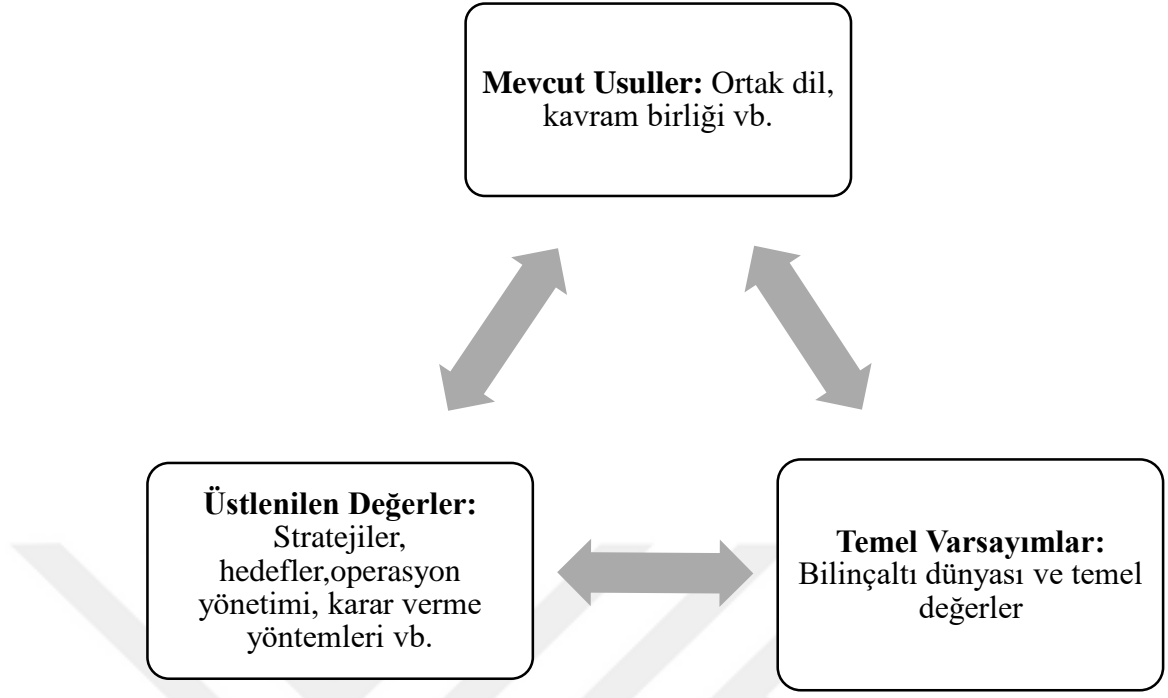 Mevcut Usuller: Ortak dil,
kavram birliği vb.
Üstlenilen Değerler:
Stratejiler,
hedefler,operasyon
yönetimi, karar verme
yöntemleri vb.
Temel Varsayımlar:
Bilinçaltı dünyası ve temel
değerler